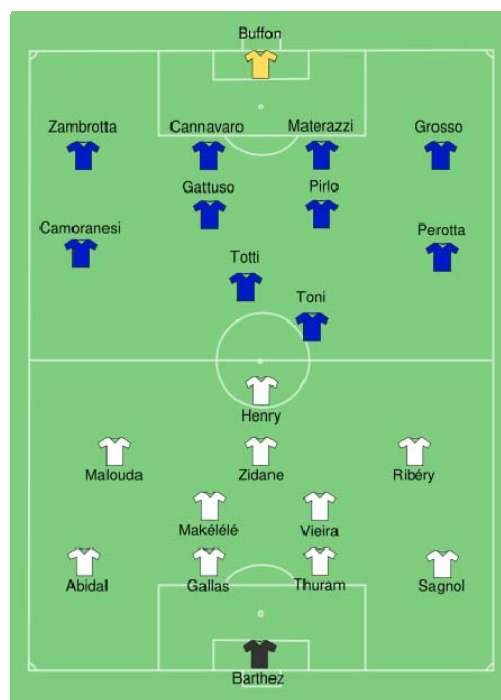 Buffon
Zambrotta Cannavaro Materazzi Grosso
Gattuso Pirlo
Camoranesi Perotta
Totti
Toni
Henry
Malouda Zidane Ribéry
Makélélé Vieira
Abidal Gallas Thuram Sagnol
Barthez